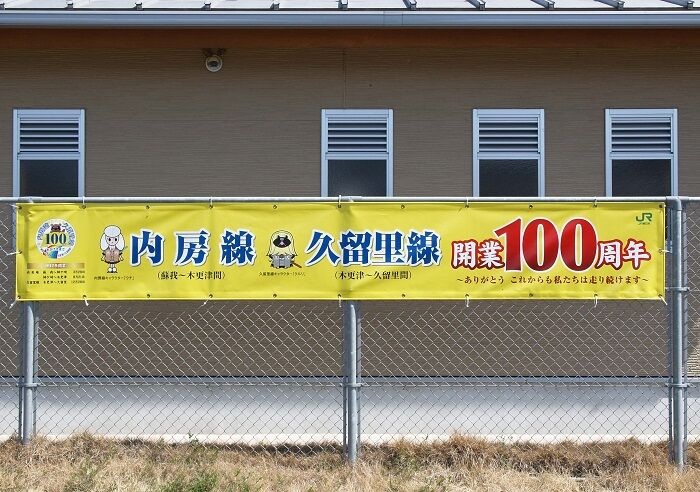 100
内房線
(蘇我～木更津間)
久留里線
(木更津～久留里間)
開業100周年
～ありがとう これからも私たちは走り続けます～
JR